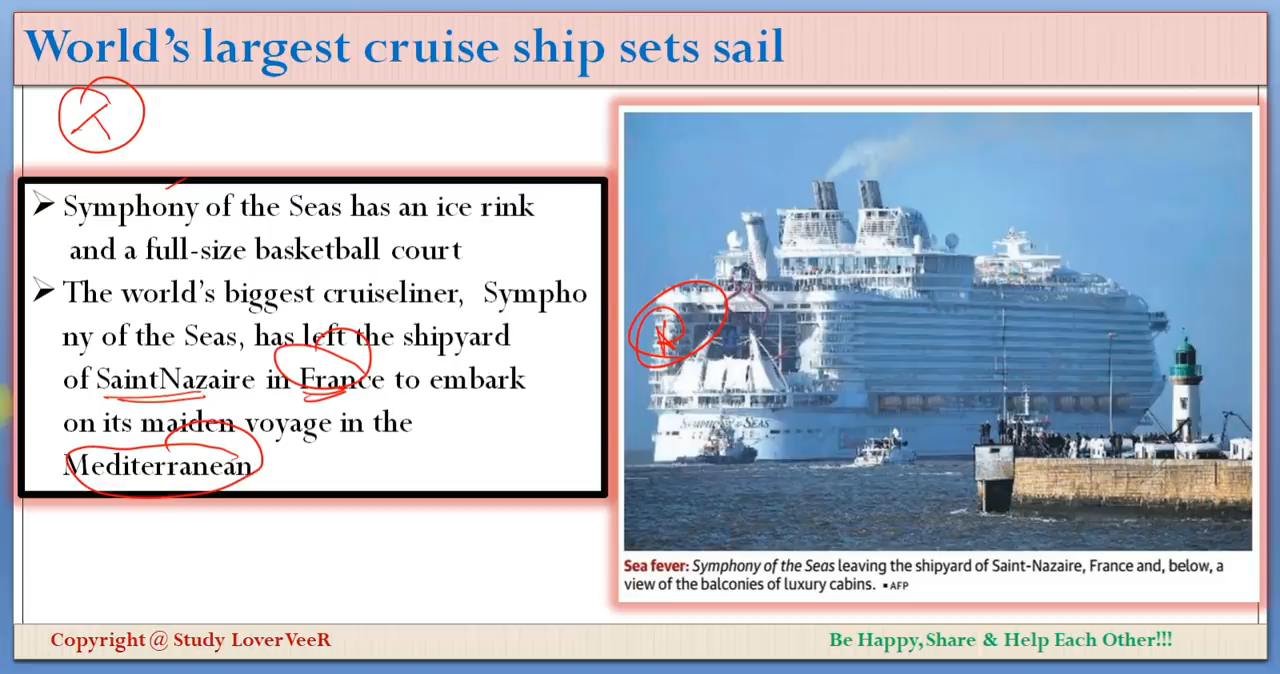 World's largest cruise ship sets sail
➢ Symphony of the Seas has an ice rink
and a full-size basketball court
➢ The world's biggest cruiseliner, Sympho
ny of the Seas, has left the shipyard
of SaintNazaire in France to embark
on its maiden voyage in the
Mediterranean
SYMPHONY OF THE SEAS
Sea fever: Symphony of the Seas leaving the shipyard of Saint-Nazaire, France and, below, a
view of the balconies of luxury cabins. ▪ AFP
Copyright @ Study LoverVeeR
Be Happy,Share & Help Each Other!!!